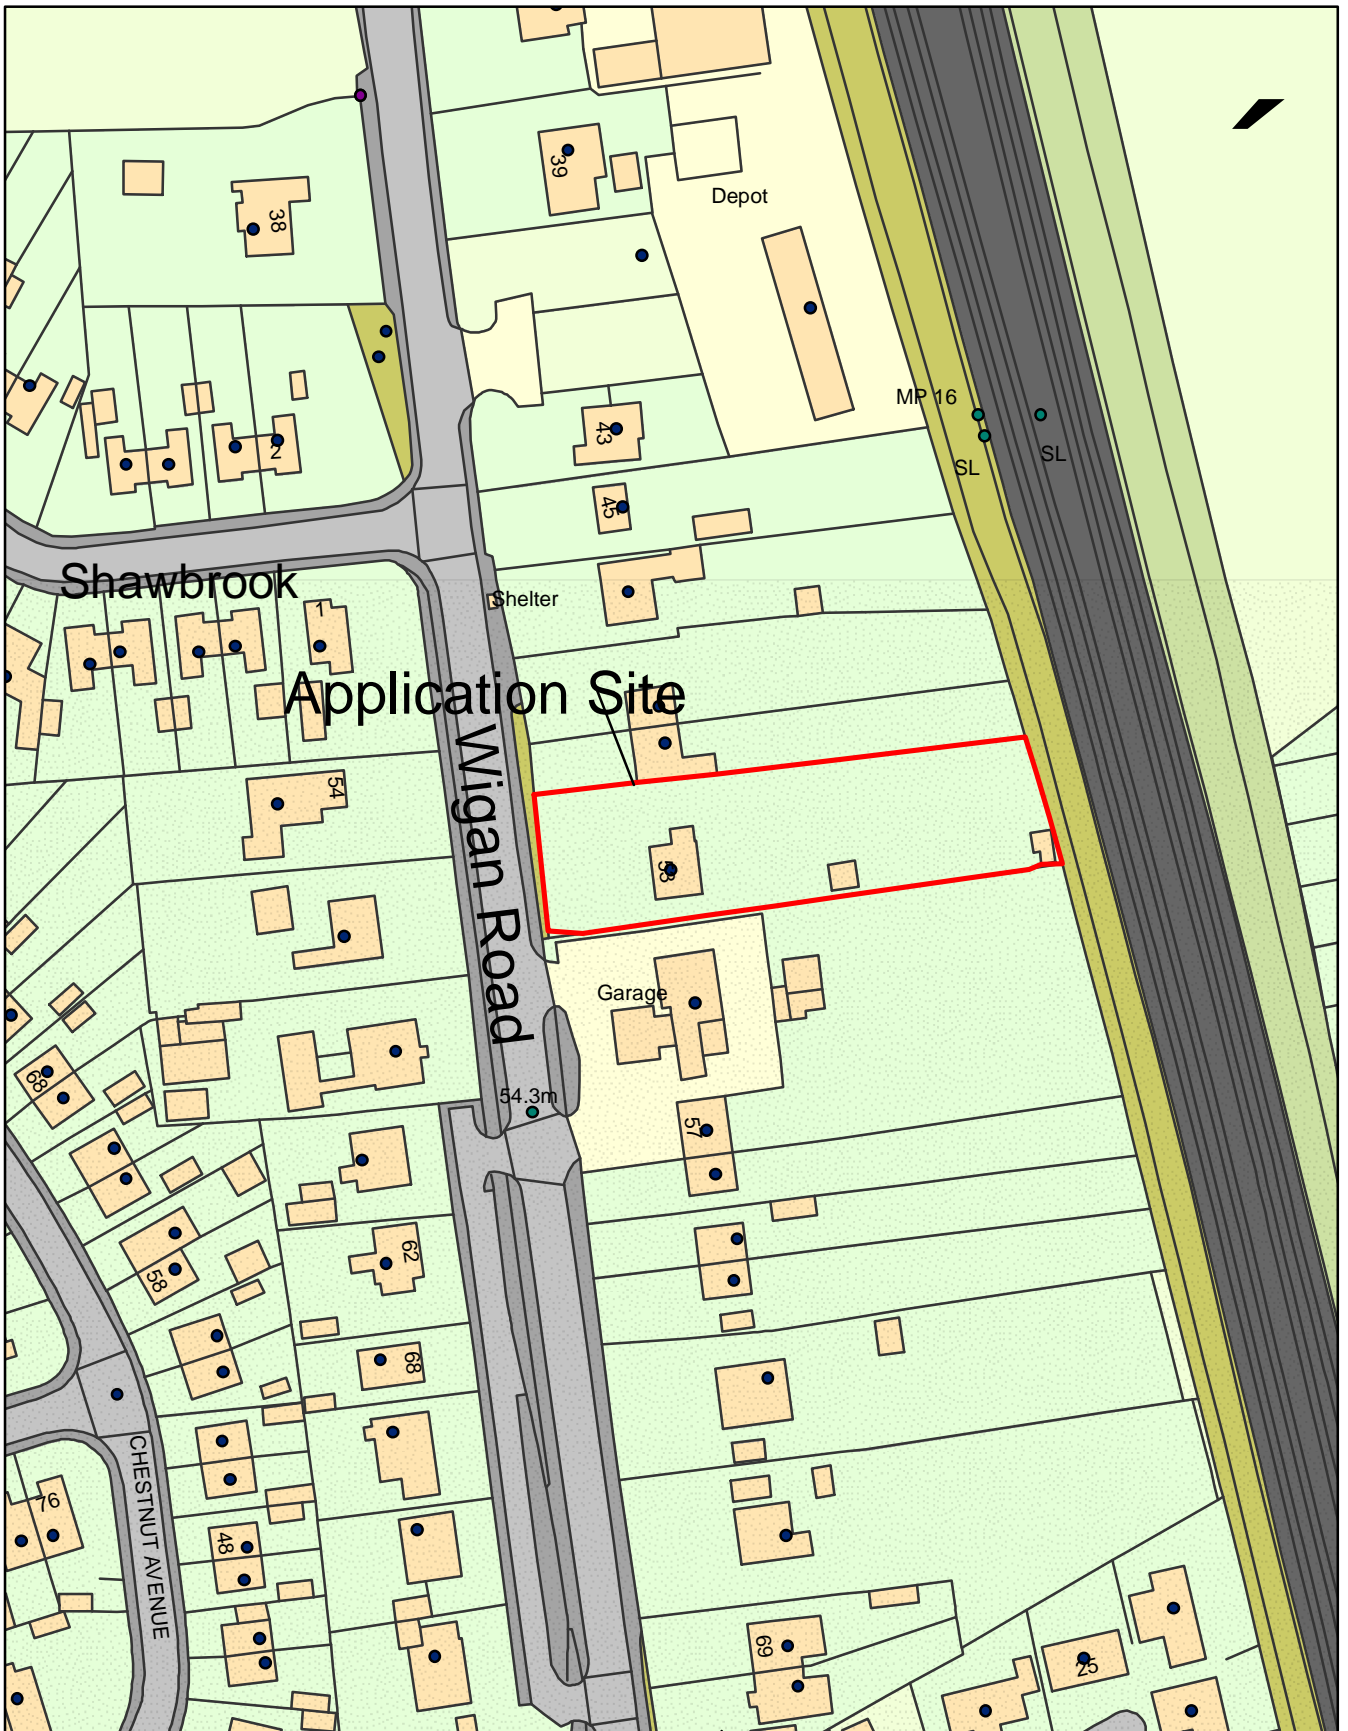 39
Depot
38
MP 16
43
2
SL
SL
45
Shawbrook
Shelter
1
Application Site
Wigan Road
54
53
Garage
68
54.3m
57
62
58
68
CHESTNUT AVENUE
76
48
69
25